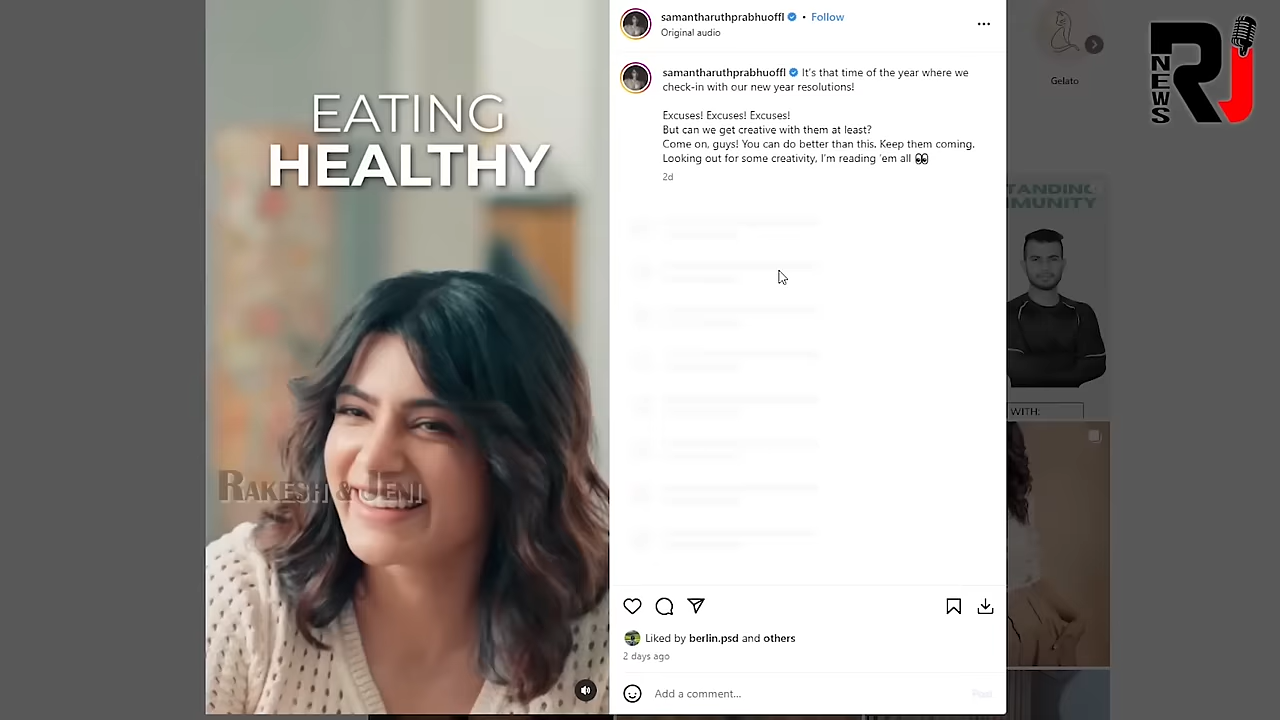 EATING
HEALTHY
RAKESH & JENI
samantharuthprabhuoffl • Follow
Original audio
samantharuthprabhuoffl It's that time of the year where we
check-in with our new year resolutions!
Excuses! Excuses! Excuses!
But can we get creative with them at least?
Come on, guys! You can do better than this. Keep them coming.
Looking out for some creativity, I'm reading 'em all 👀
2d
Liked by berlin.psd and others
2 days ago
Add a comment...
Post
Gelato
TANDING
MUNITY
WITH:
RJ
NEWS